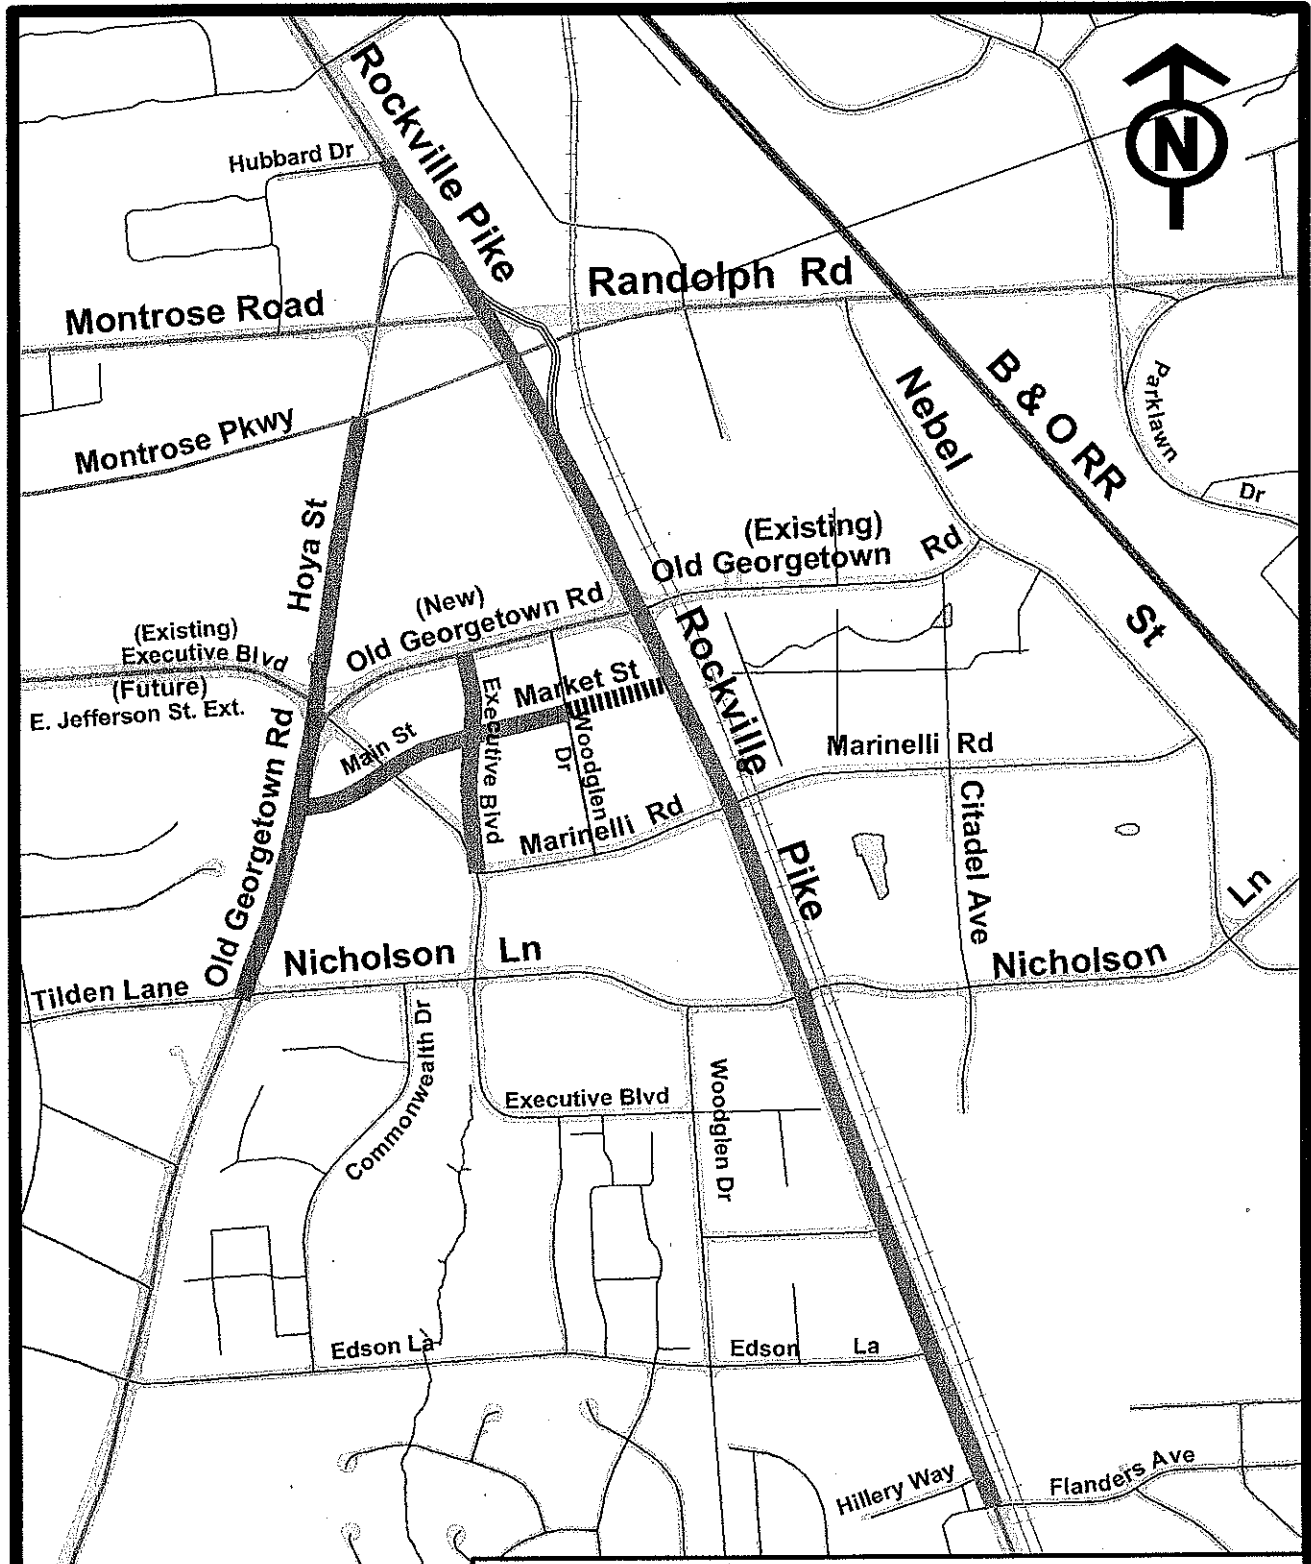 Rockville Pike
N
Hubbard Dr
Randolph Rd
Montrose Road
B & O RR
Parklawn
Dr
Nebel
St
Montrose Pkwy
Hoya St
(Existing)
Old Georgetown Rd
(New)
Old Georgetown Rd
(Existing)
Executive Blvd
(Future)
E. Jefferson St. Ext.
Rockville
Pike
Market St
Executive Blvd
Woodglen
Dr
Main St
Marinelli Rd
Marinelli Rd
Citadel Ave
Old Georgetown Rd
Nicholson Ln
Nicholson
Ln
Tilden Lane
Commonwealth Dr
Executive Blvd
Woodglen Dr
Edson La
Edson La
Hillery Way
Flanders Ave